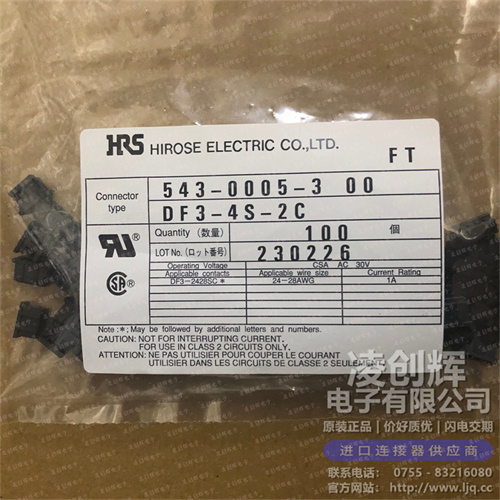 HRS HIROSE ELECTRIC CO.,LTD.
FT
Connector type
543-0005-3 00
DF3-4S-2C
Quantity (数量) 100 個
LOT No. (ロット番号) 230226
Operating Voltage CSA AC 30V
Applicable contacts Applicable wire size Current Rating
DF3-2428SC* 24-28AWG 1A
Note:*; May be followed by additional letters and numbers.
CAUTION: NOT FOR INTERRUPTING CURRENT,
FOR USE IN CLASS 2 CIRCUITS ONLY.
ATTENTION: NE PAS UTILISIER POUR COUPER LE COURANT
UTILISIER DANS LES CIRCUITS DE CLASSE 2 SEULEMENT.
凌创辉
电子有限公司
原装正品|价好质优|闪电交期
进口连接器供应商
联系电话: 0755-83216080
官方网站: http://www.ljq.cc